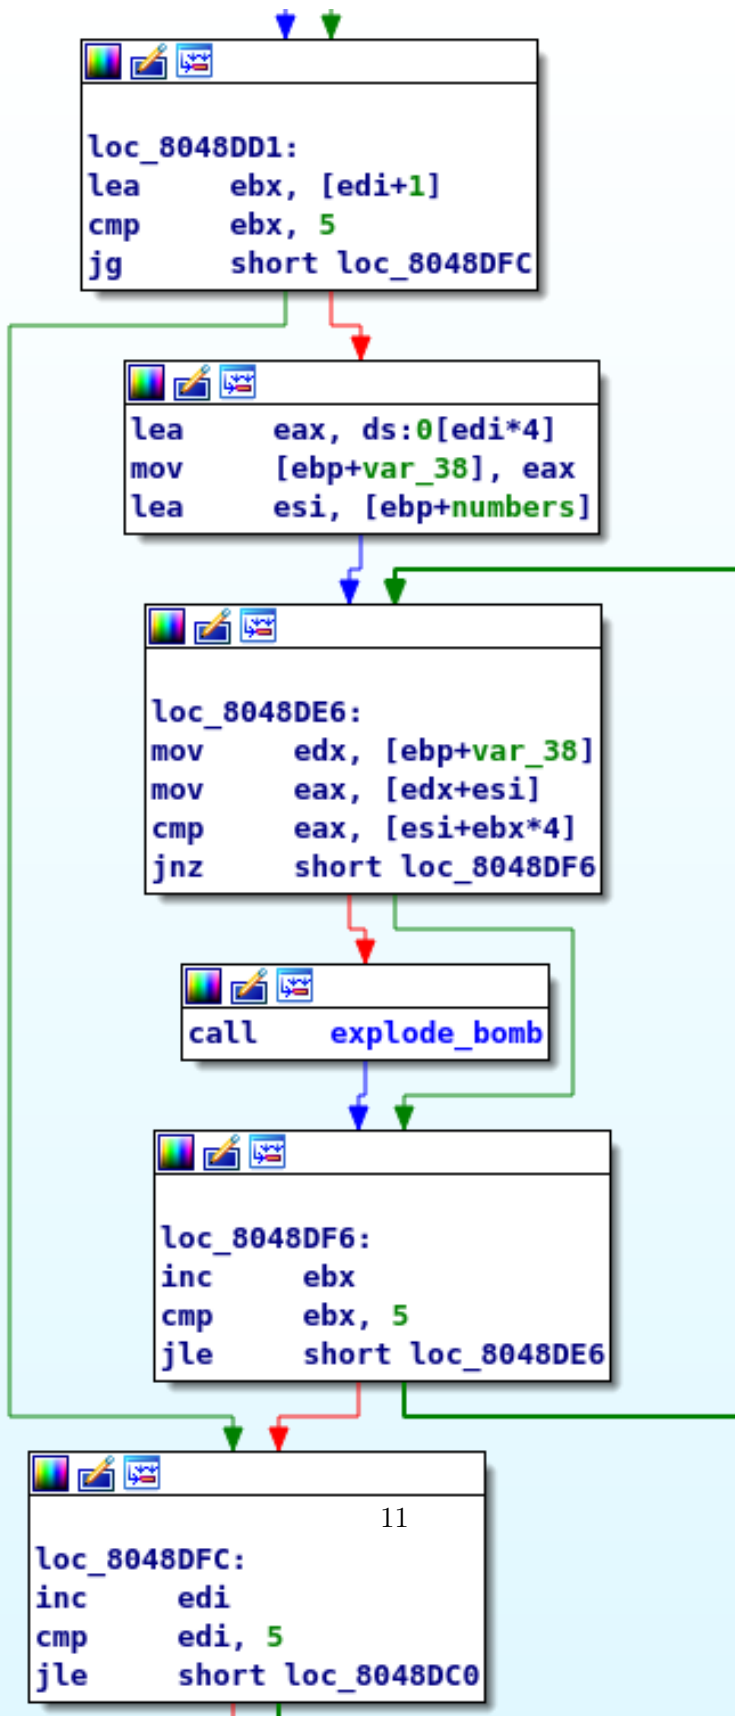 loc_8048DD1:
lea ebx, [edi+1]
cmp ebx, 5
jg short loc_8048DFC
lea eax, ds:0[edi*4]
mov [ebp+var_38], eax
lea esi, [ebp+numbers]
loc_8048DE6:
mov edx, [ebp+var_38]
mov eax, [edx+esi]
cmp eax, [esi+ebx*4]
jnz short loc_8048DF6
call explode_bomb
loc_8048DF6:
inc ebx
cmp ebx, 5
jle short loc_8048DE6
11
loc_8048DFC:
inc edi
cmp edi, 5
jle short loc_8048DC0